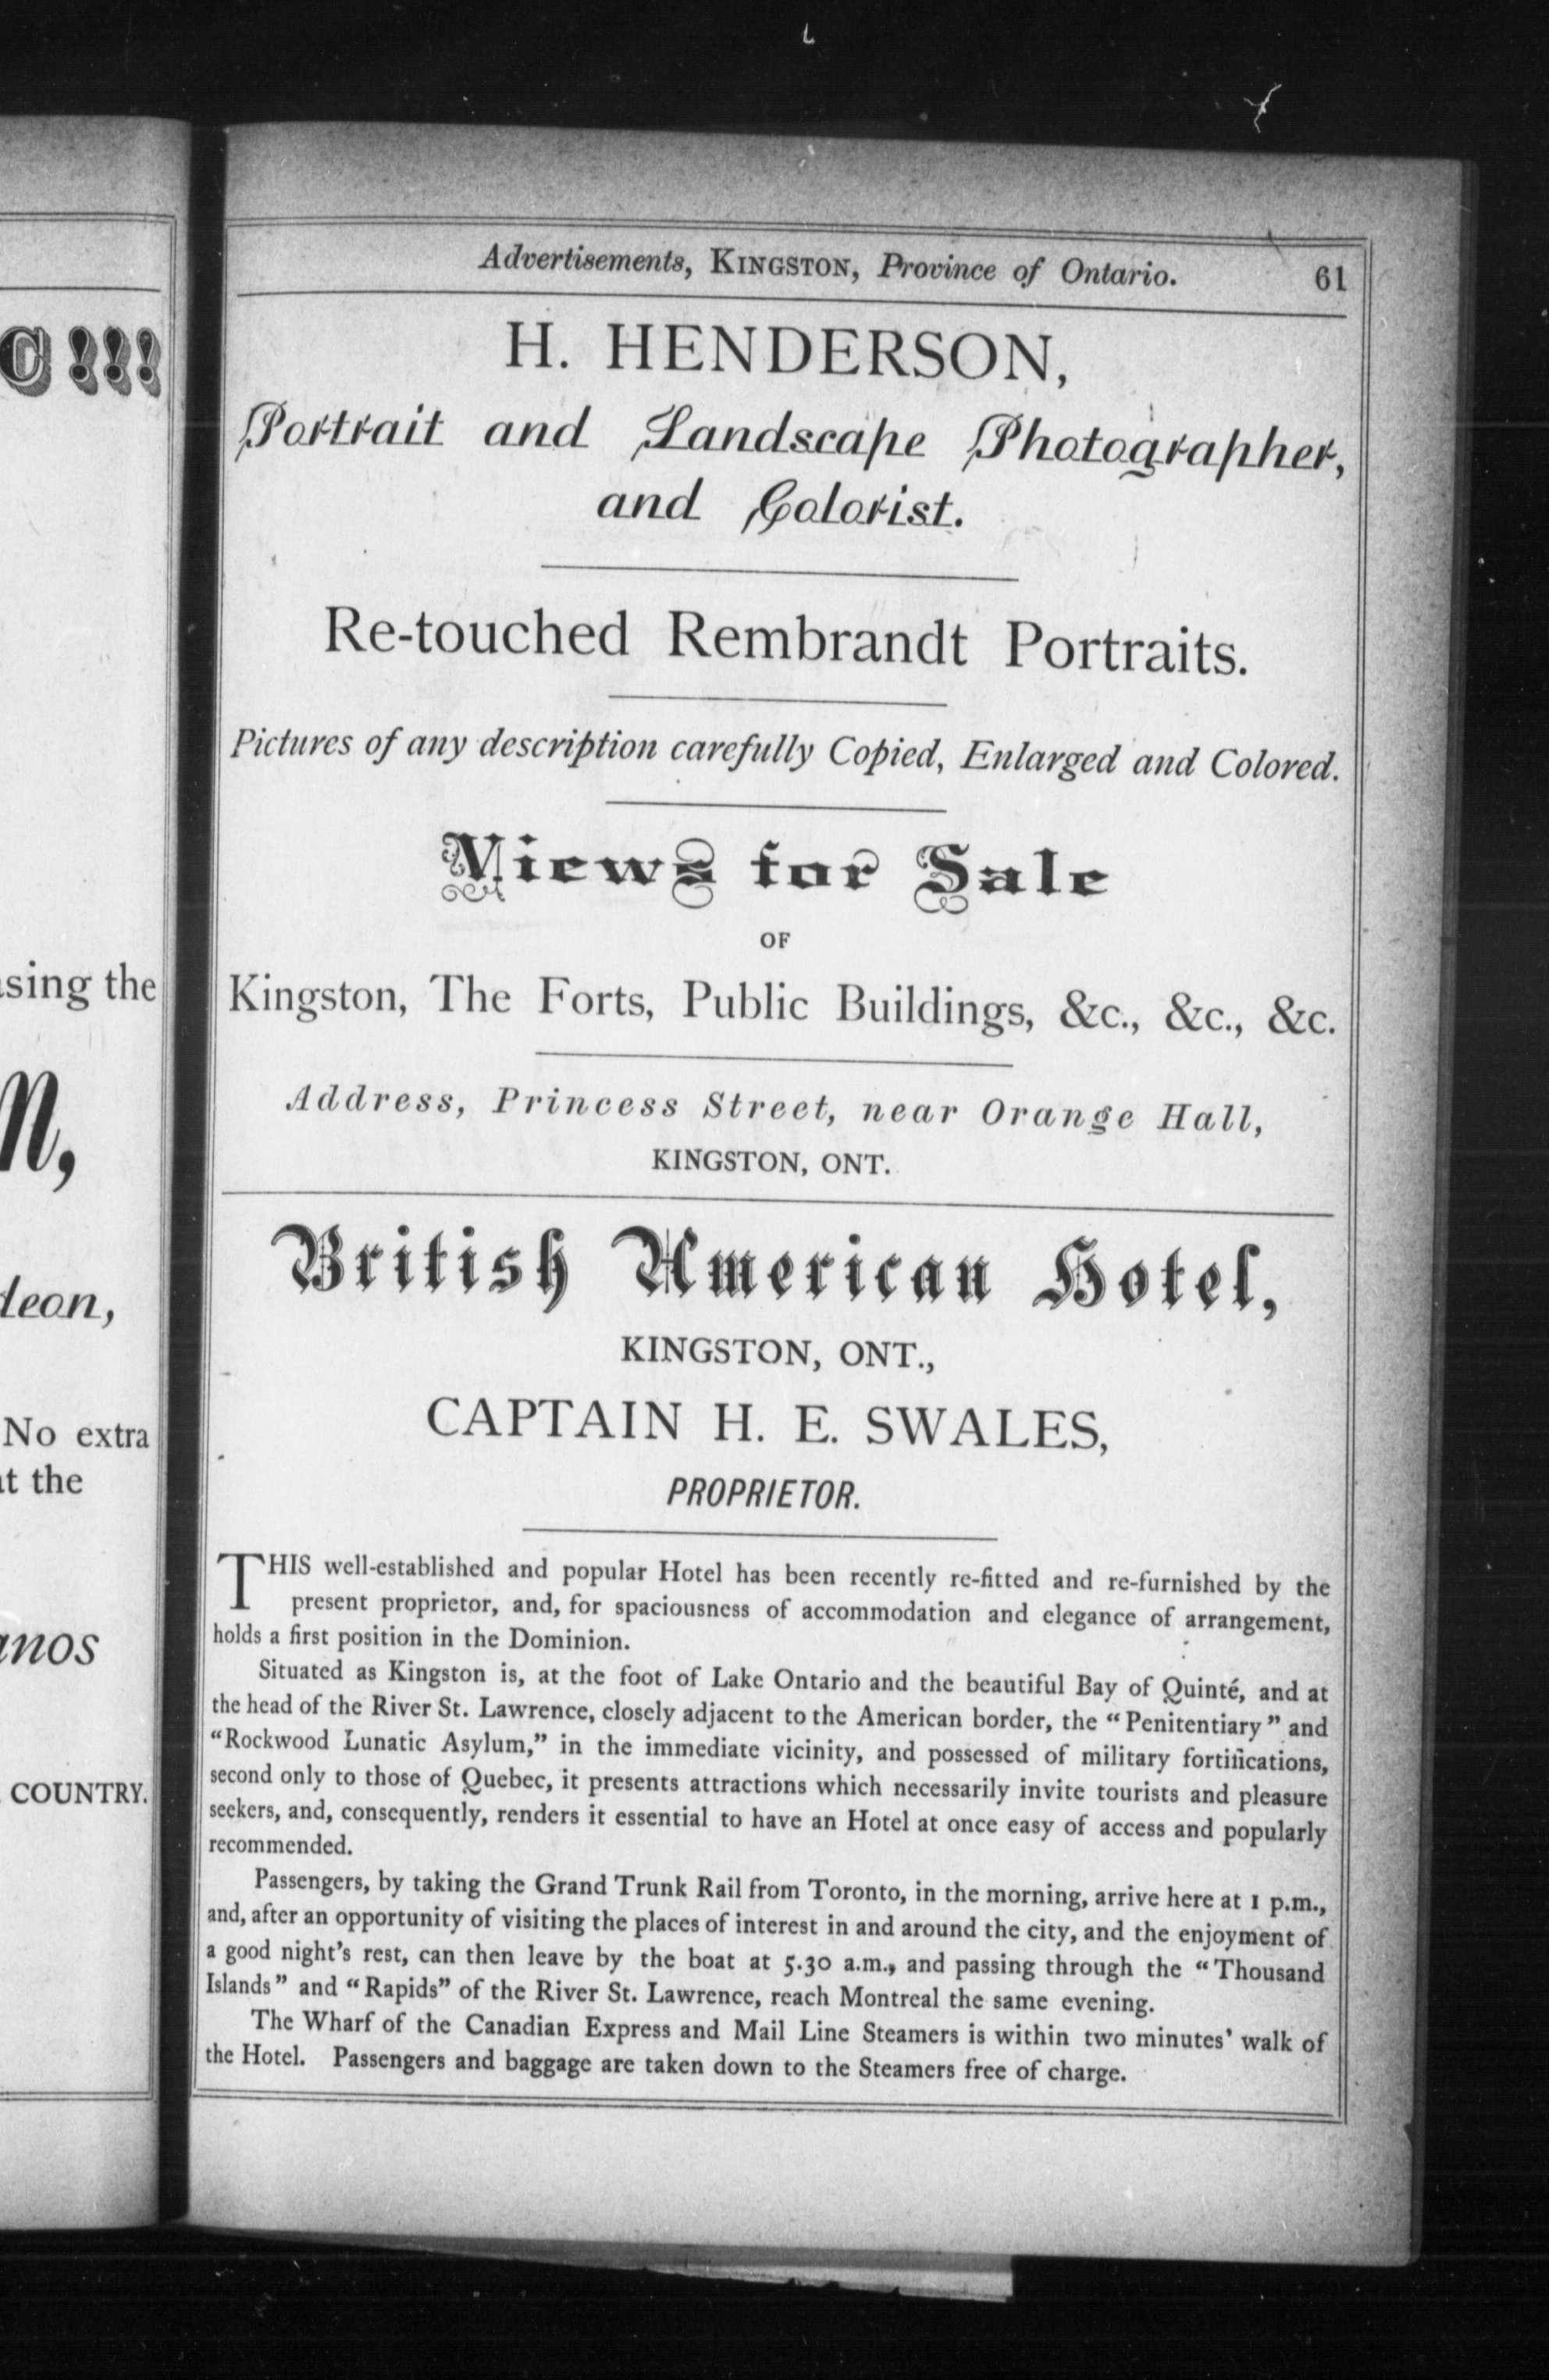 C!!!
sing the
N,
deon,
No extra
at the
anos
COUNTRY.
Advertisements, KINGSTON, Province of Ontario. 61
H. HENDERSON,
Portrait and Landscape Photographer,
and Colorist.
Re-touched Rembrandt Portraits.
Pictures of any description carefully Copied, Enlarged and Colored.
Views for Sale
OF
Kingston, The Forts, Public Buildings, &c., &c., &c.
Address, Princess Street, near Orange Hall,
KINGSTON, ONT.
British American Hotel,
KINGSTON, ONT.,
CAPTAIN H. E. SWALES,
PROPRIETOR.
THIS well-established and popular Hotel has been recently re-fitted and re-furnished by the
present proprietor, and, for spaciousness of accommodation and elegance of arrangement,
holds a first position in the Dominion.
Situated as Kingston is, at the foot of Lake Ontario and the beautiful Bay of Quinté, and at
the head of the River St. Lawrence, closely adjacent to the American border, the “Penitentiary” and
“Rockwood Lunatic Asylum,” in the immediate vicinity, and possessed of military fortifications,
second only to those of Quebec, it presents attractions which necessarily invite tourists and pleasure
seekers, and, consequently, renders it essential to have an Hotel at once easy of access and popularly
recommended.
Passengers, by taking the Grand Trunk Rail from Toronto, in the morning, arrive here at 1 p.m.,
and, after an opportunity of visiting the places of interest in and around the city, and the enjoyment of
a good night's rest, can then leave by the boat at 5.30 a.m., and passing through the “Thousand
Islands” and “Rapids” of the River St. Lawrence, reach Montreal the same evening.
The Wharf of the Canadian Express and Mail Line Steamers is within two minutes' walk of
the Hotel. Passengers and baggage are taken down to the Steamers free of charge.